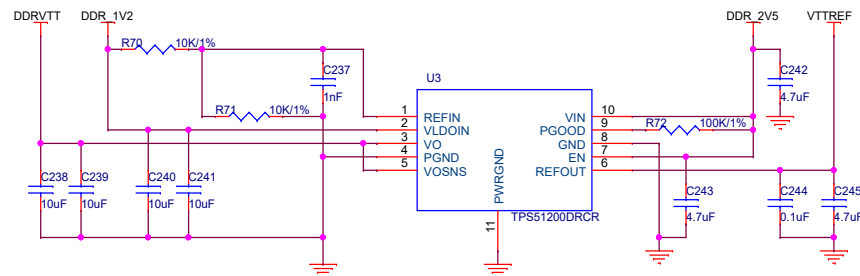 DDRVTT
DDR_1V2
DDR_2V5
VTTREF
R70
10K/1%
C237
1nF
R71
10K/1%
U3
1
REFIN
2
VLDOIN
3
VO
4
PGND
5
VOSNS
VIN
10
PGOOD
9
GND
8
EN
7
REFOUT
6
PWRGND
11
TPS51200DRCR
R72
100K/1%
C242
4.7uF
C238
10uF
C239
10uF
C240
10uF
C241
10uF
C243
4.7uF
C244
0.1uF
C245
4.7uF